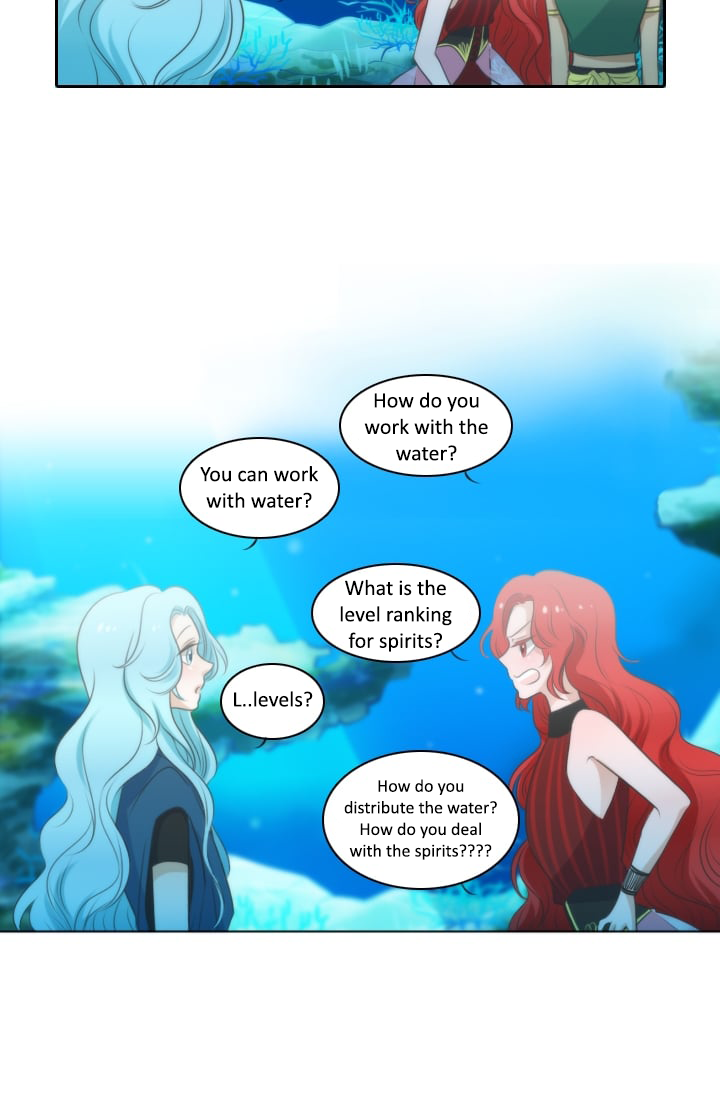 How do you
work with the
water?
You can work
with water?
What is the
level ranking
for spirits?
L..levels?
How do you
distribute the water?
How do you deal
with the spirits????